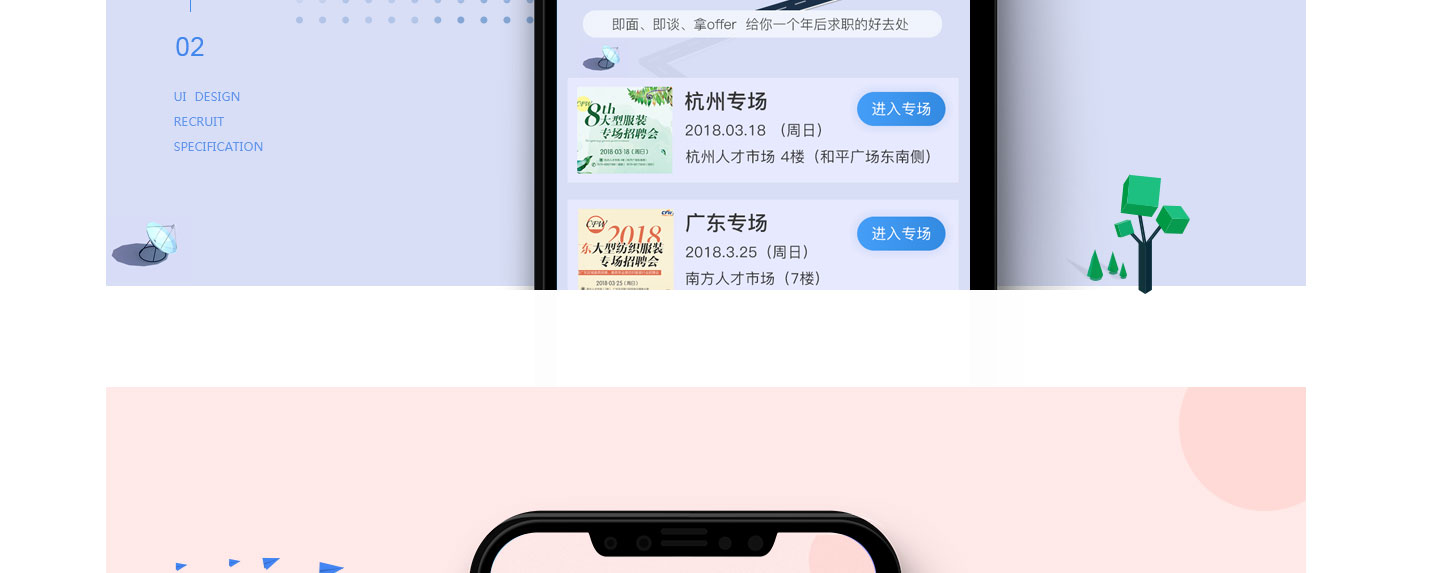 02
UI DESIGN
RECRUIT
SPECIFICATION
即面、即谈、拿offer 给你一个年后求职的好去处
CFW
8th
大型服装
专场招聘会
2018-03-18（周日）
杭州专场
2018.03.18 （周日）
杭州人才市场 4楼（和平广场东南侧）
进入专场
CFW
2018
东大型纺织服装
专场招聘会
2018-03-25（周日）
广东专场
2018.3.25（周日）
南方人才市场（7楼）
进入专场